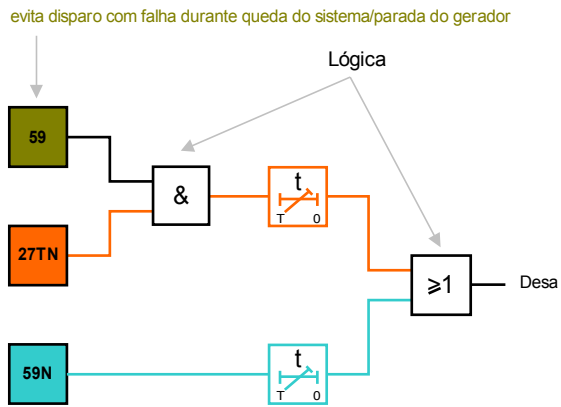 evita disparo com falha durante queda do sistema/parada do gerador
Lógica
59
&
t
T 0
27TN
≥1
Desa
59N
t
T 0